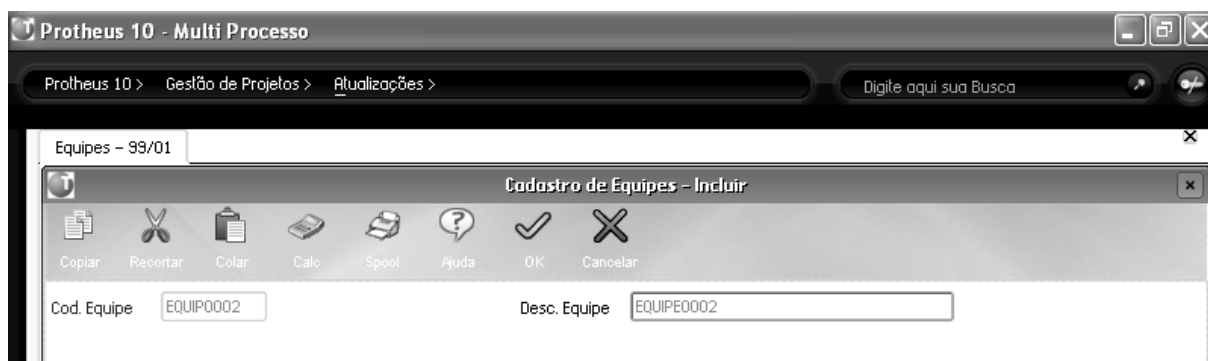 Protheus 10 - Multi Processo
Protheus 10 > Gestão de Projetos > Atualizações > Digite aqui sua Busca
Equipes – 99/01
Cadastro de Equipes – Incluir
Copiar Recortar Colar Calc Spool Ajuda OK Cancelar
Cod. Equipe EQUIP0002 Desc. Equipe EQUIPE0002